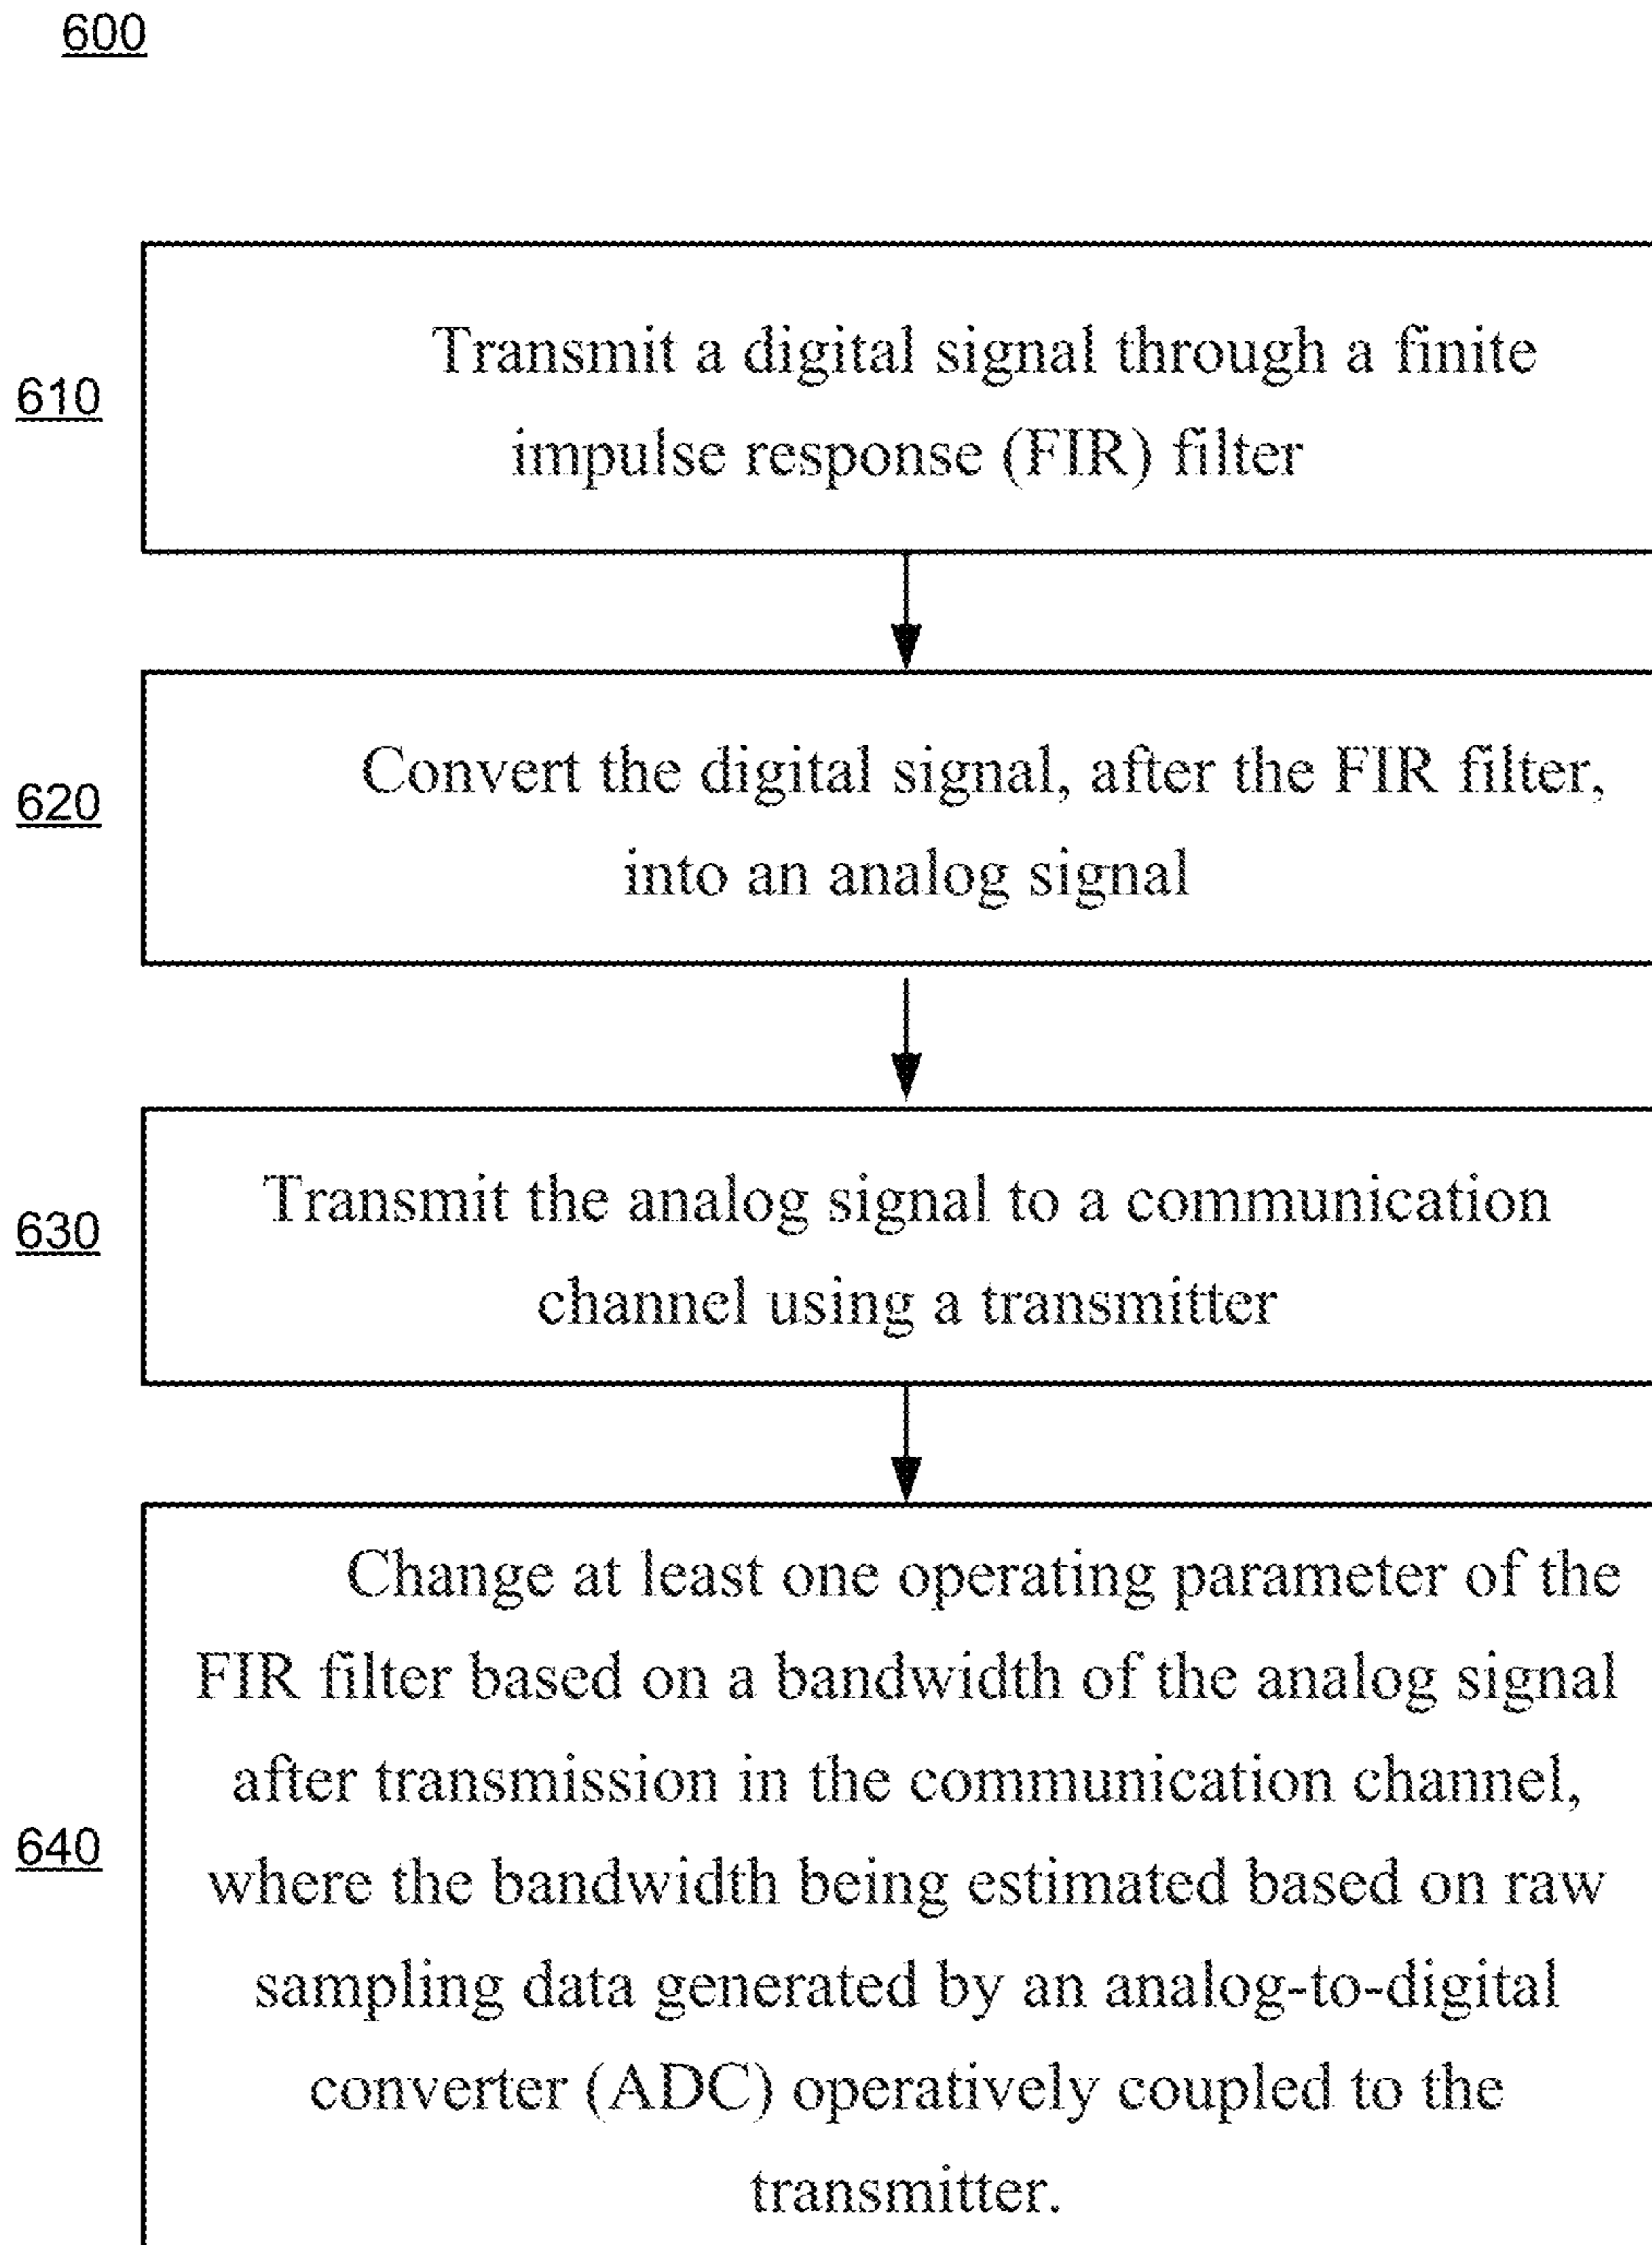 600
610
Transmit a digital signal through a finite
impulse response (FIR) filter
620
Convert the digital signal, after the FIR filter,
into an analog signal
630
Transmit the analog signal to a communication
channel using a transmitter
640
Change at least one operating parameter of the
FIR filter based on a bandwidth of the analog signal
after transmission in the communication channel,
where the bandwidth being estimated based on raw
sampling data generated by an analog-to-digital
converter (ADC) operatively coupled to the
transmitter.